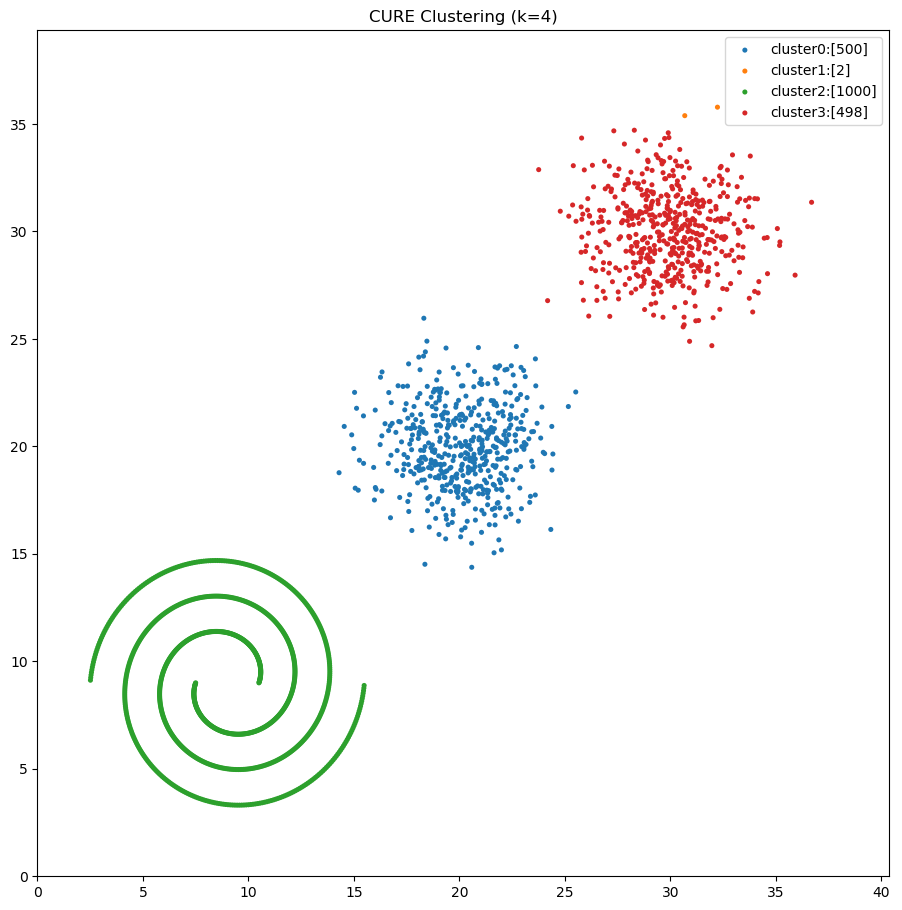 CURE Clustering (k=4)
cluster0:[500]
cluster1:[2]
cluster2:[1000]
cluster3:[498]
35
30
25
20
15
10
5
0
0 5 10 15 20 25 30 35 40